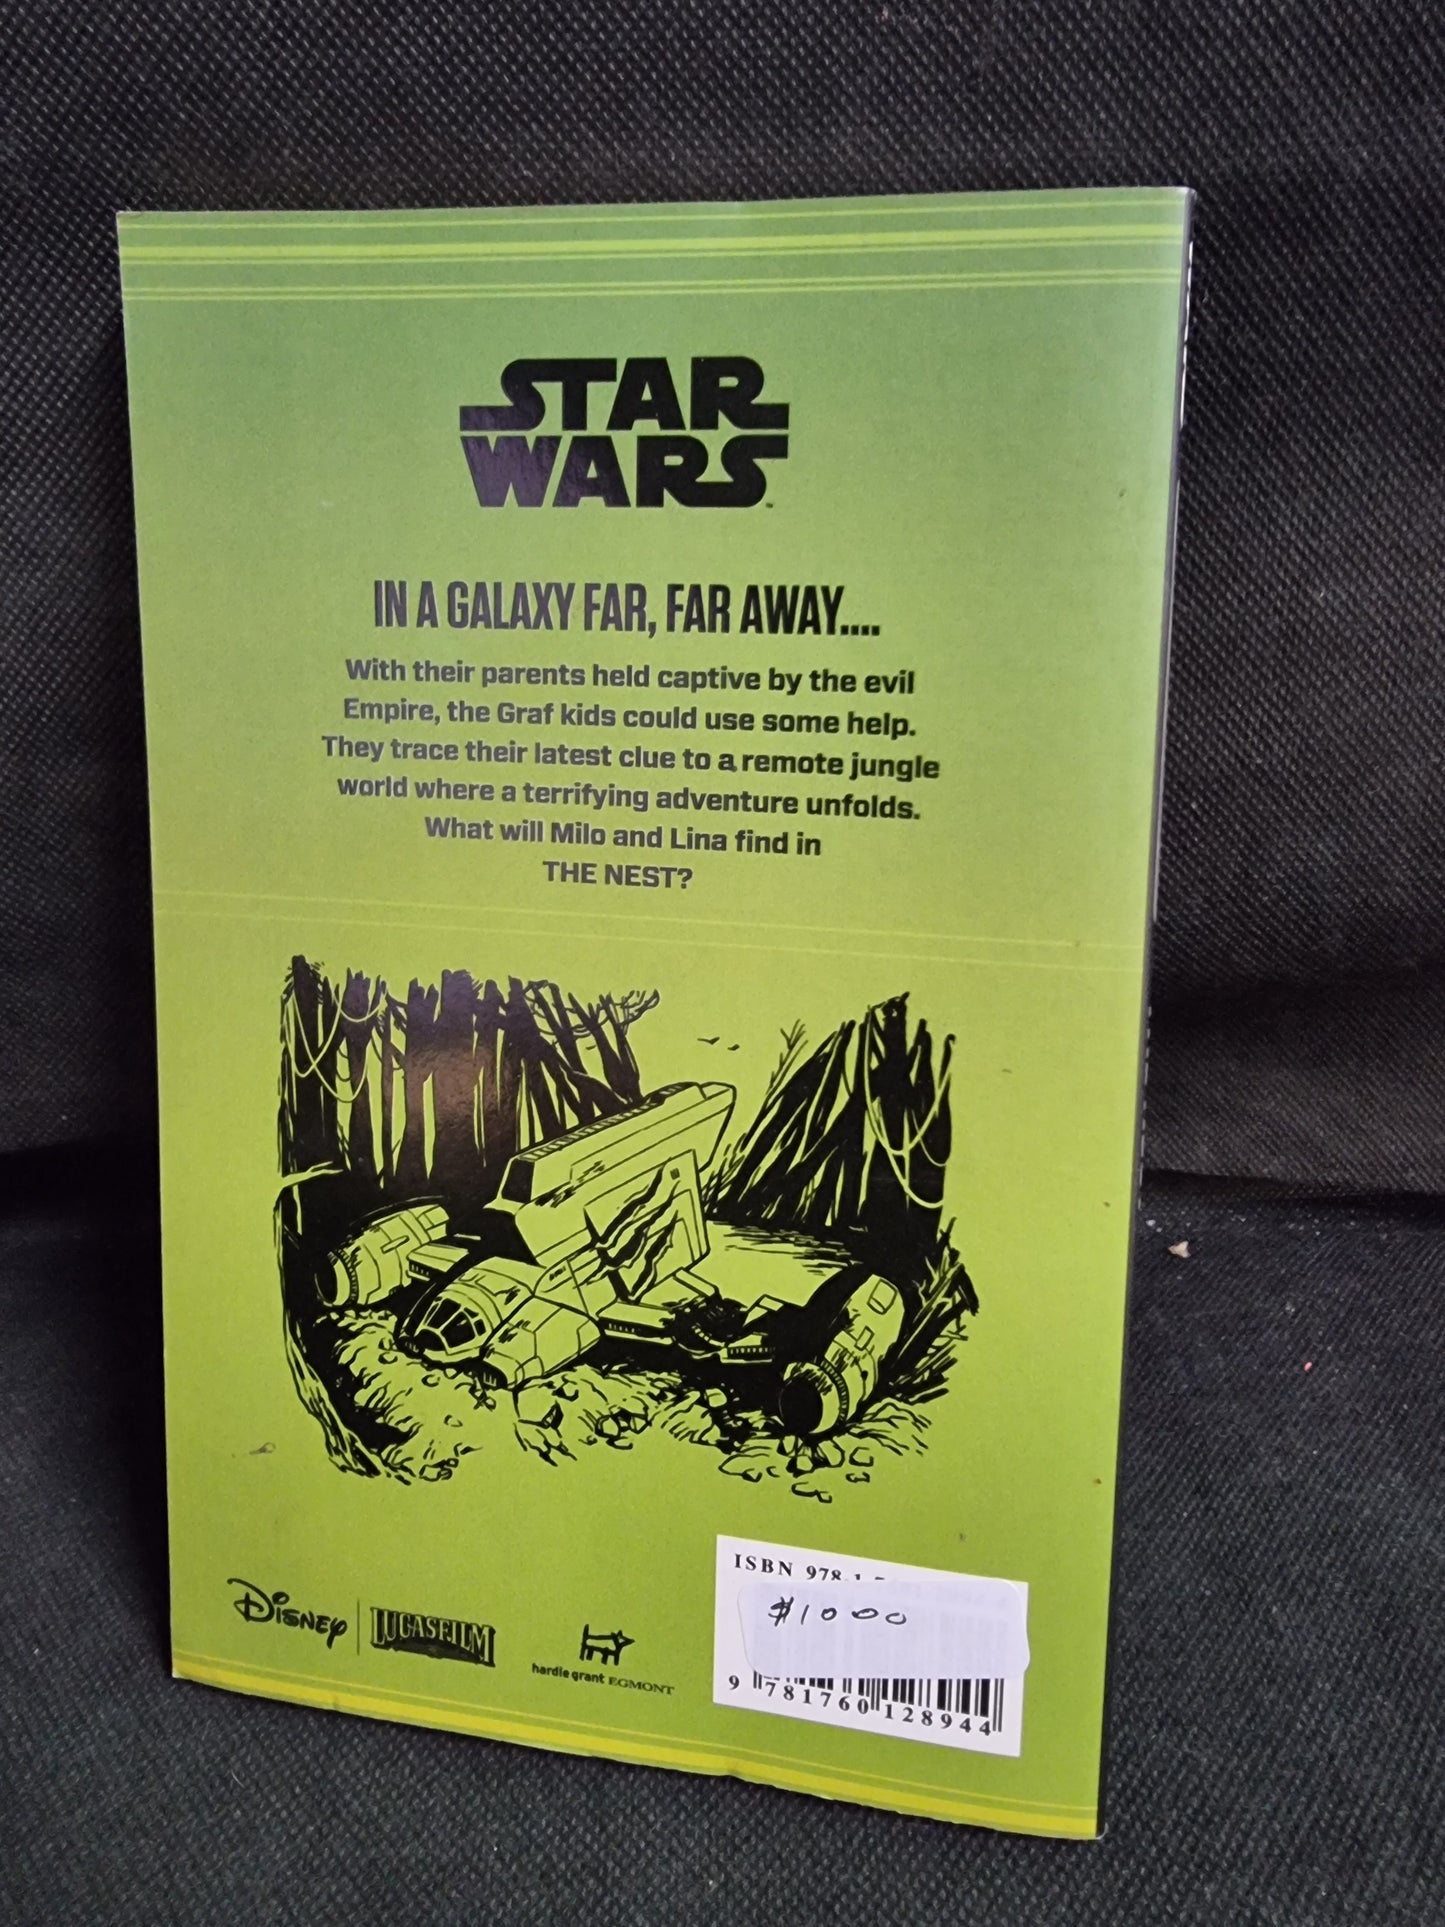 STAR
WARS
IN A GALAXY FAR, FAR AWAY....
With their parents held captive by the evil
Empire, the Graf kids could use some help.
They trace their latest clue to a remote jungle
world where a terrifying adventure unfolds.
What will Milo and Lina find in
THE NEST?
DISNEY
LUCASFILM
hardie grant EGMONT
ISBN 978-1
$10 00
9 781760 128944